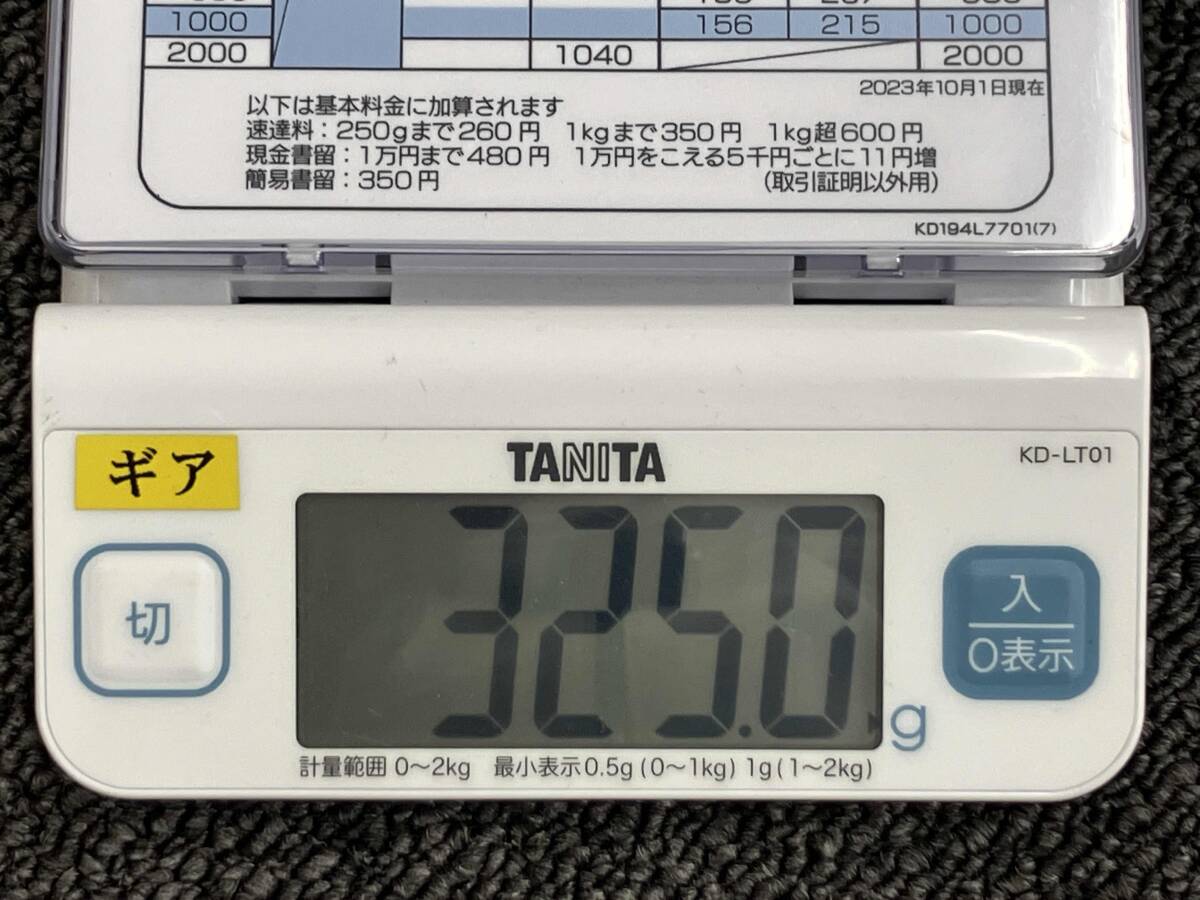 1000 156 215 1000
2000 1040 2000
2023年10月1日現在
以下は基本料金に加算されます
速達料：250gまで260円 1kgまで350円 1kg超600円
現金書留：1万円まで480円 1万円をこえる5千円ごとに11円増
簡易書留：350円 (取引証明以外用)
KD194L7701(7)
ギア
TANITA
KD-LT01
切
325.0 g
入
0表示
計量範囲 0～2kg 最小表示0.5g(0～1kg) 1g(1～2kg)